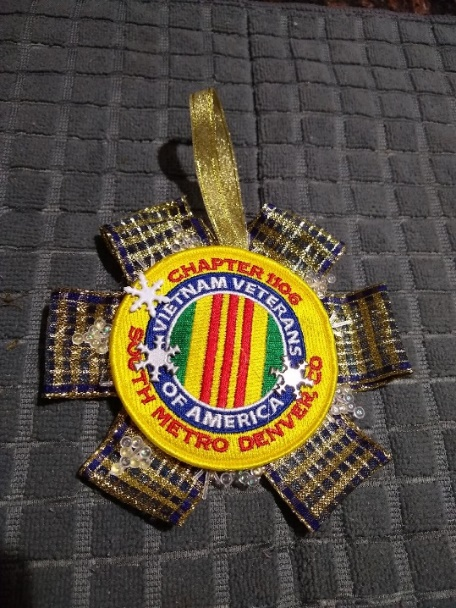 CHAPTER 1106
VIETNAM VETERANS
OF AMERICA
SOUTH METRO DENVER, CO